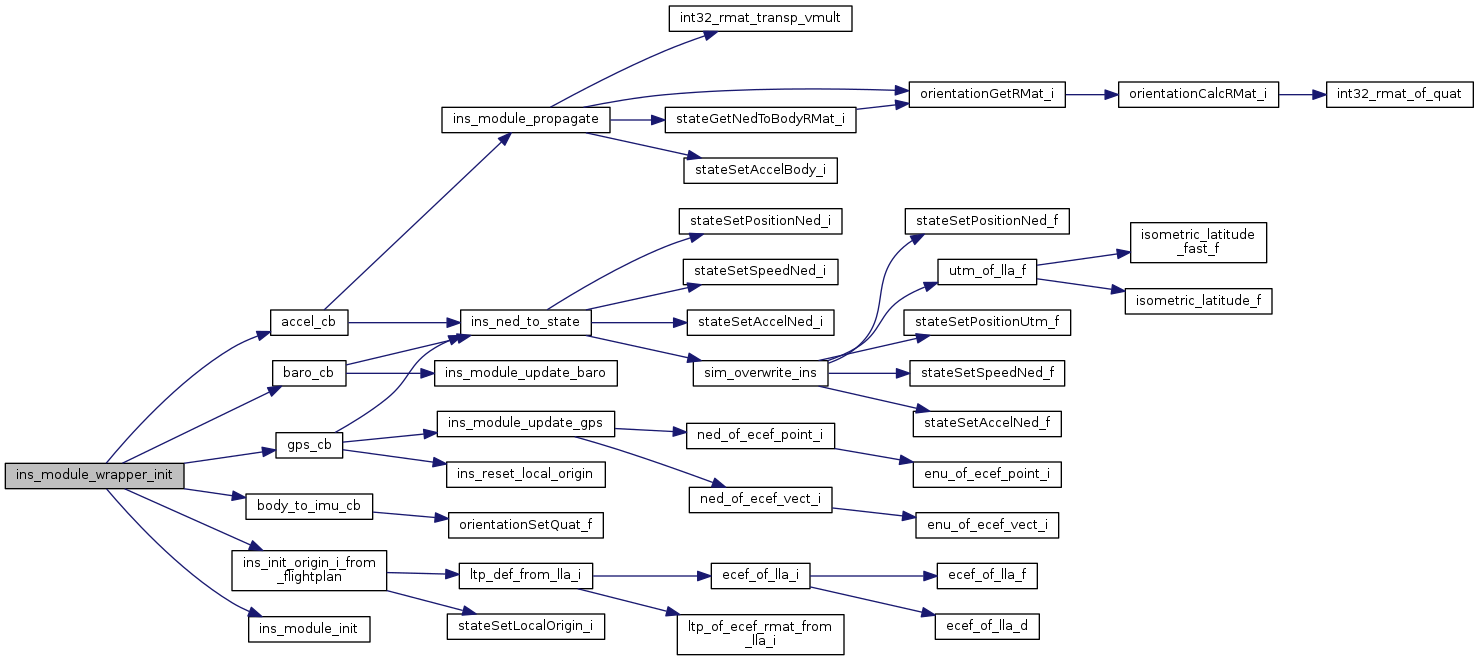 int32_rmat_transp_vmult
ins_module_propagate
orientationGetRMat_i
orientationCalcRMat_i
int32_rmat_of_quat
stateGetNedToBodyRMat_i
stateSetAccelBody_i
stateSetPositionNed_i
stateSetPositionNed_f
isometric_latitude
_fast_f
stateSetSpeedNed_i
utm_of_lla_f
isometric_latitude_f
accel_cb
ins_ned_to_state
stateSetAccelNed_i
stateSetPositionUtm_f
baro_cb
ins_module_update_baro
sim_overwrite_ins
stateSetSpeedNed_f
ins_module_update_gps
stateSetAccelNed_f
gps_cb
ned_of_ecef_point_i
ins_module_wrapper_init
ins_reset_local_origin
enu_of_ecef_point_i
body_to_imu_cb
ned_of_ecef_vect_i
orientationSetQuat_f
enu_of_ecef_vect_i
ins_init_origin_i_from
_flightplan
ltp_def_from_lla_i
ecef_of_lla_i
ecef_of_lla_f
ins_module_init
stateSetLocalOrigin_i
ltp_of_ecef_rmat_from
_lla_i
ecef_of_lla_d